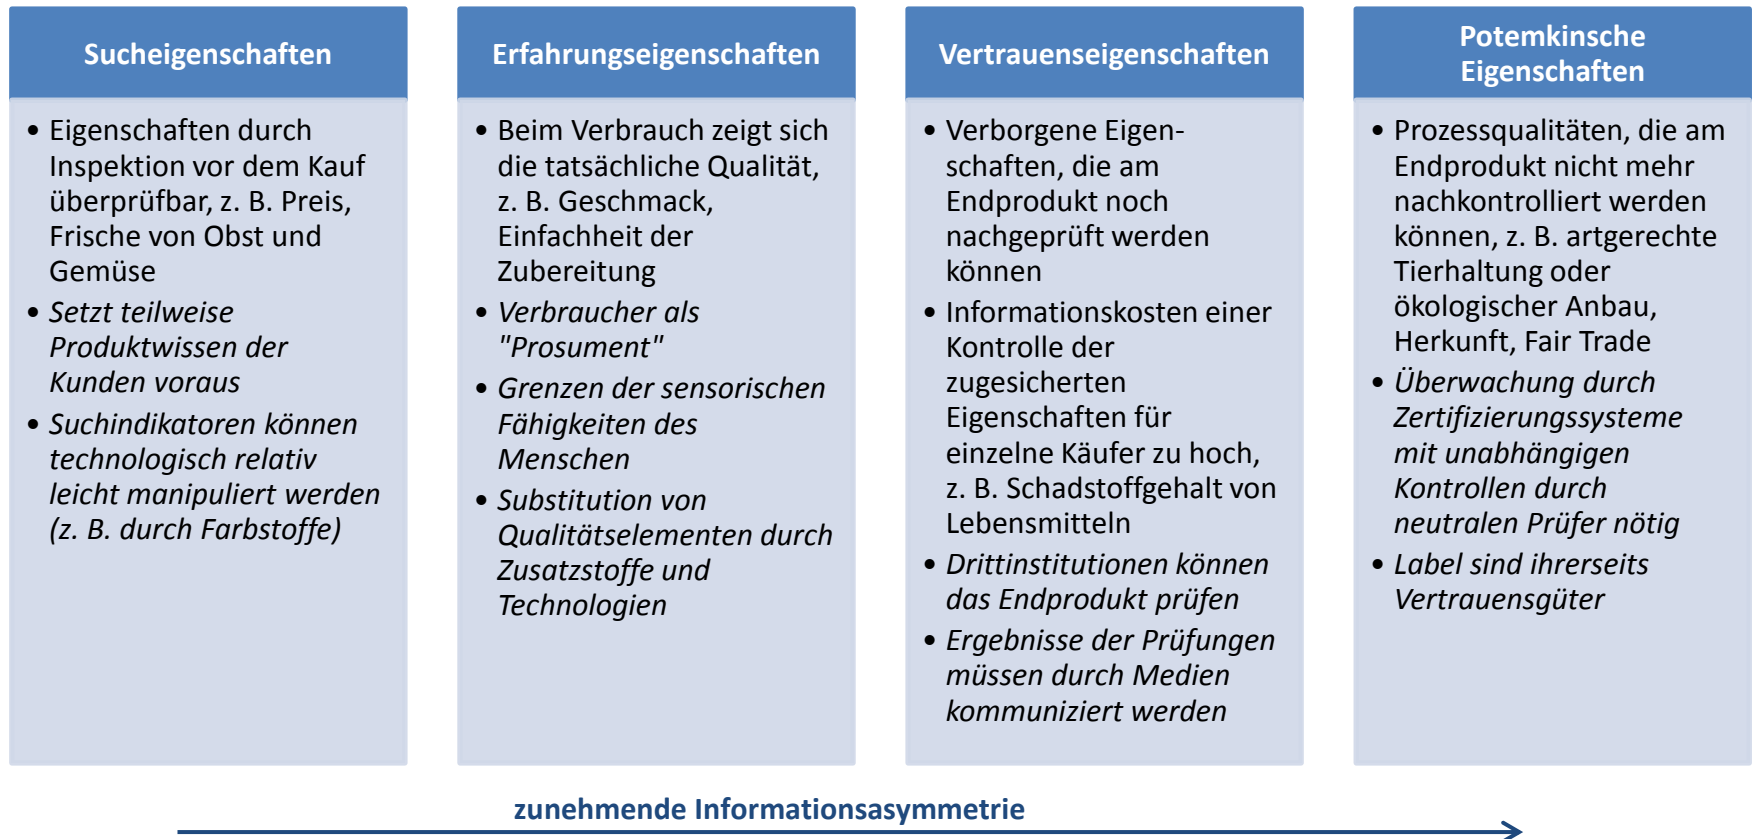 Sucheigenschaften
• Eigenschaften durch
Inspektion vor dem Kauf
überprüfbar, z. B. Preis,
Frische von Obst und
Gemüse
• Setzt teilweise
Produktwissen der
Kunden voraus
• Suchindikatoren können
technologisch relativ
leicht manipuliert werden
(z. B. durch Farbstoffe)
Erfahrungseigenschaften
• Beim Verbrauch zeigt sich
die tatsächliche Qualität,
z. B. Geschmack,
Einfachheit der
Zubereitung
• Verbraucher als
"Prosument"
• Grenzen der sensorischen
Fähigkeiten des
Menschen
• Substitution von
Qualitätselementen durch
Zusatzstoffe und
Technologien
Vertrauenseigenschaften
• Verborgene Eigen-
schaften, die am
Endprodukt noch
nachgeprüft werden
können
• Informationskosten einer
Kontrolle der
zugesicherten
Eigenschaften für
einzelne Käufer zu hoch,
z. B. Schadstoffgehalt von
Lebensmitteln
• Drittinstitutionen können
das Endprodukt prüfen
• Ergebnisse der Prüfungen
müssen durch Medien
kommuniziert werden
Potemkinsche
Eigenschaften
• Prozessqualitäten, die am
Endprodukt nicht mehr
nachkontrolliert werden
können, z. B. artgerechte
Tierhaltung oder
ökologischer Anbau,
Herkunft, Fair Trade
• Überwachung durch
Zertifizierungssysteme
mit unabhängigen
Kontrollen durch
neutralen Prüfer nötig
• Label sind ihrerseits
Vertrauensgüter
zunehmende Informationsasymmetrie